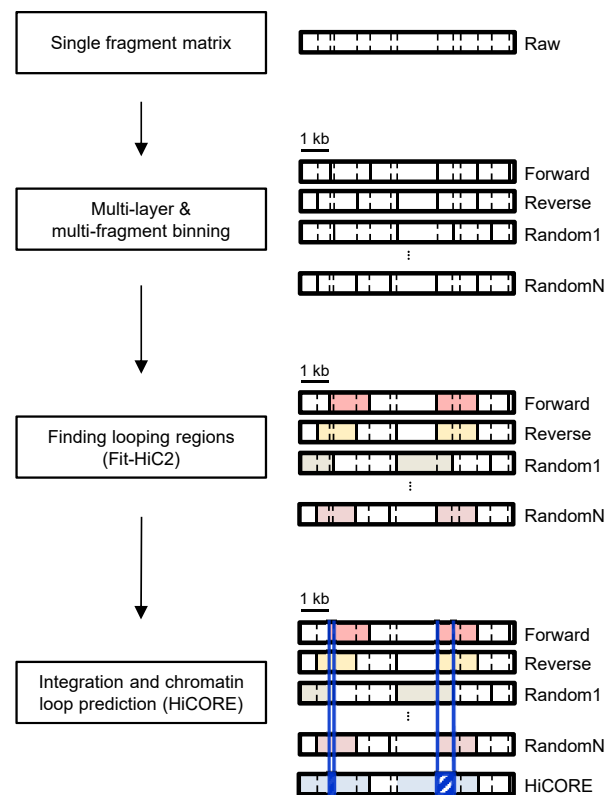 Single fragment matrix
Raw
1 kb
Multi-layer &
multi-fragment binning
Forward
Reverse
Random1
...
RandomN
1 kb
Finding looping regions
(Fit-HiC2)
Forward
Reverse
Random1
...
RandomN
1 kb
Integration and chromatin
loop prediction (HiCORE)
Forward
Reverse
Random1
...
RandomN
HiCORE